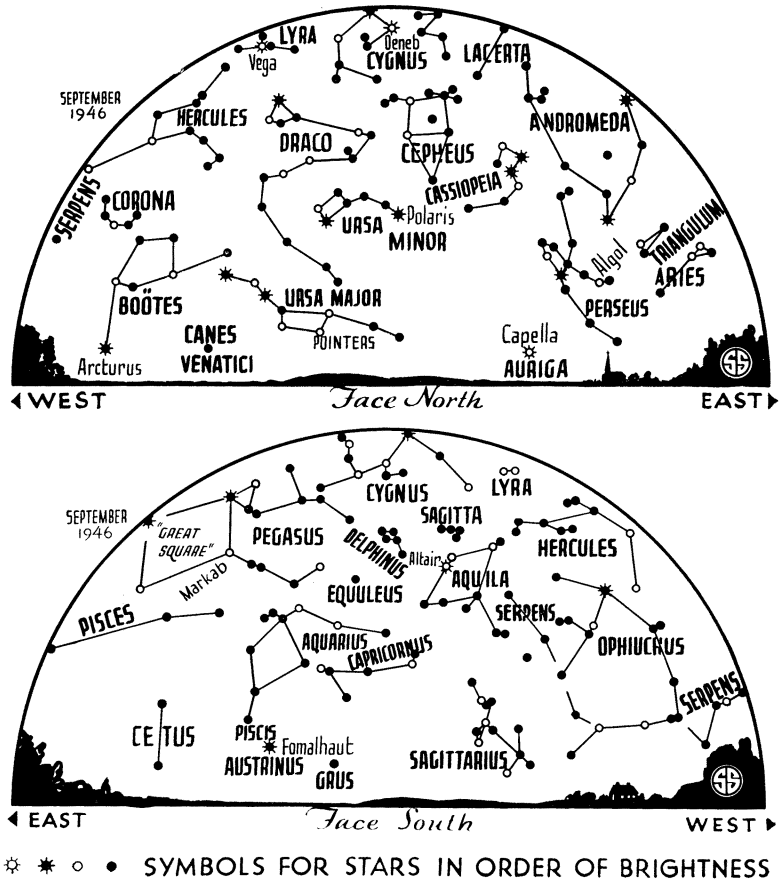 LYRA
Vega
Deneb
CYGNUS
LACERTA
SEPTEMBER
1946
HERCULES
DRACO
CEPHEUS
ANDROMEDA
SERPENS
CORONA
CASSIOPEIA
URSA
MINOR
Polaris
TRIANGULUM
ARIES
Algol
BOÖTES
URSA MAJOR
POINTERS
PERSEUS
CANES
VENATICI
Arcturus
Capella
AURIGA
SS
WEST
Face North
EAST
CYGNUS
LYRA
SEPTEMBER
1946
"GREAT
SQUARE"
PEGASUS
SAGITTA
DELPHINUS
HERCULES
Altair
AQUILA
Markab
EQUULEUS
SERPENS
PISCES
AQUARIUS
CAPRICORNUS
OPHIUCHUS
SERPENS
CETUS
PISCIS
AUSTRINUS
Fomalhaut
GRUS
SAGITTARIUS
SS
EAST
Face South
WEST
SYMBOLS FOR STARS IN ORDER OF BRIGHTNESS